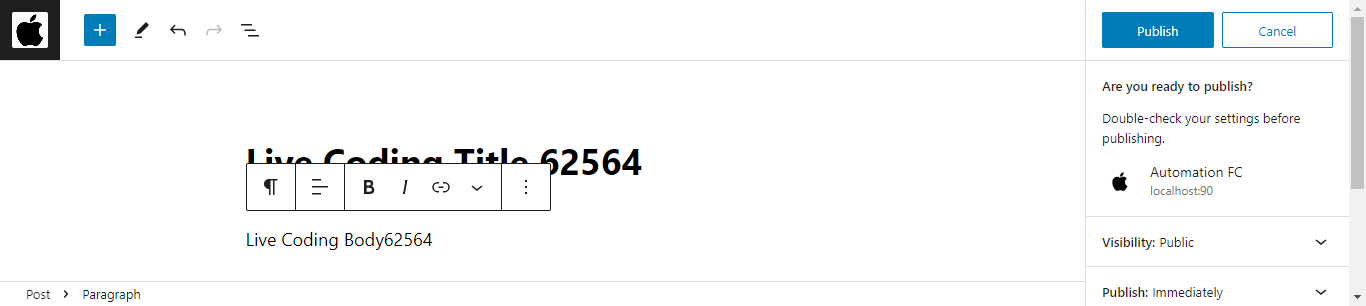 Publish
Cancel
Are you ready to publish?
Double-check your settings before
publishing.
Automation FC
localhost:90
Visibility: Public
Publish: Immediately
Live Coding Title 62564
B I
Live Coding Body62564
Post > Paragraph